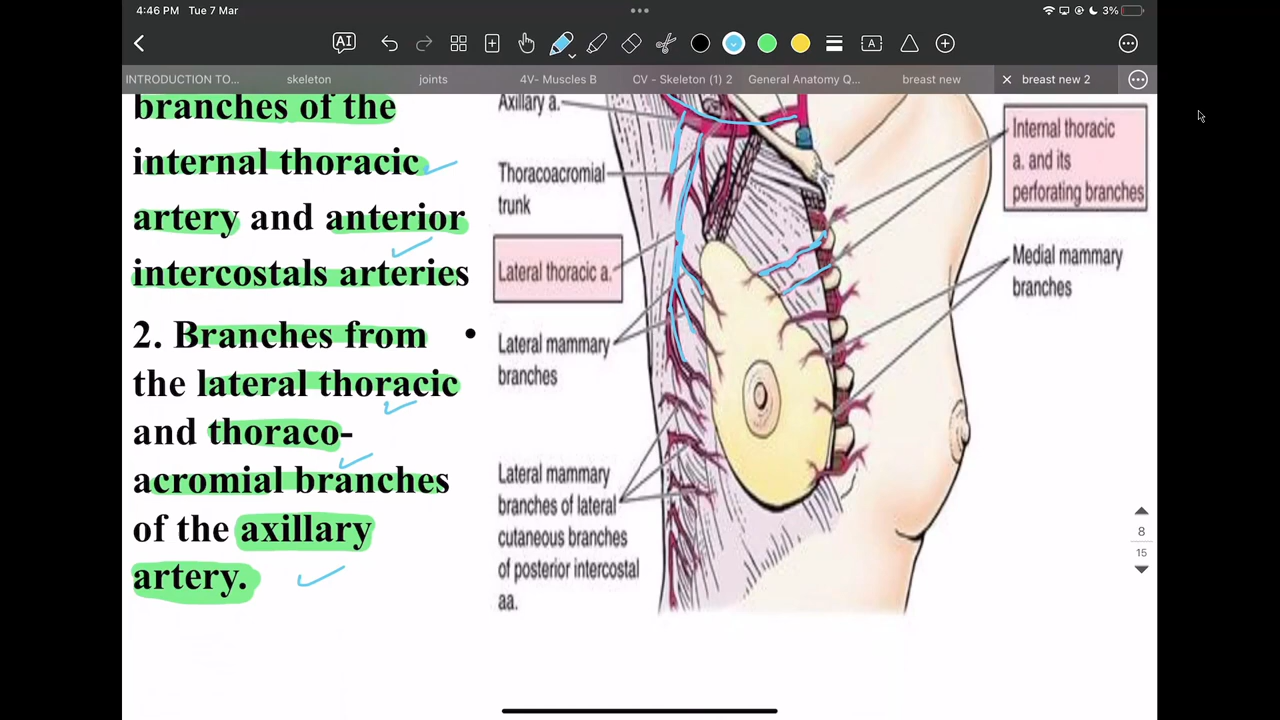 4:46 PM Tue 7 Mar
3%
AI
A
INTRODUCTION TO...
skeleton
joints
4V- Muscles B
CV - Skeleton (1) 2
General Anatomy Q...
breast new
breast new 2
branches of the
internal thoracic
artery and anterior
intercostals arteries
2. Branches from •
the lateral thoracic
and thoraco-
acromial branches
of the axillary
artery.
Axillary a.
Thoracoacromial
trunk
Lateral thoracic a.
Lateral mammary
branches
Lateral mammary
branches of lateral
cutaneous branches
of posterior intercostal
aa.
Internal thoracic
a. and its
perforating branches
Medial mammary
branches
8
15